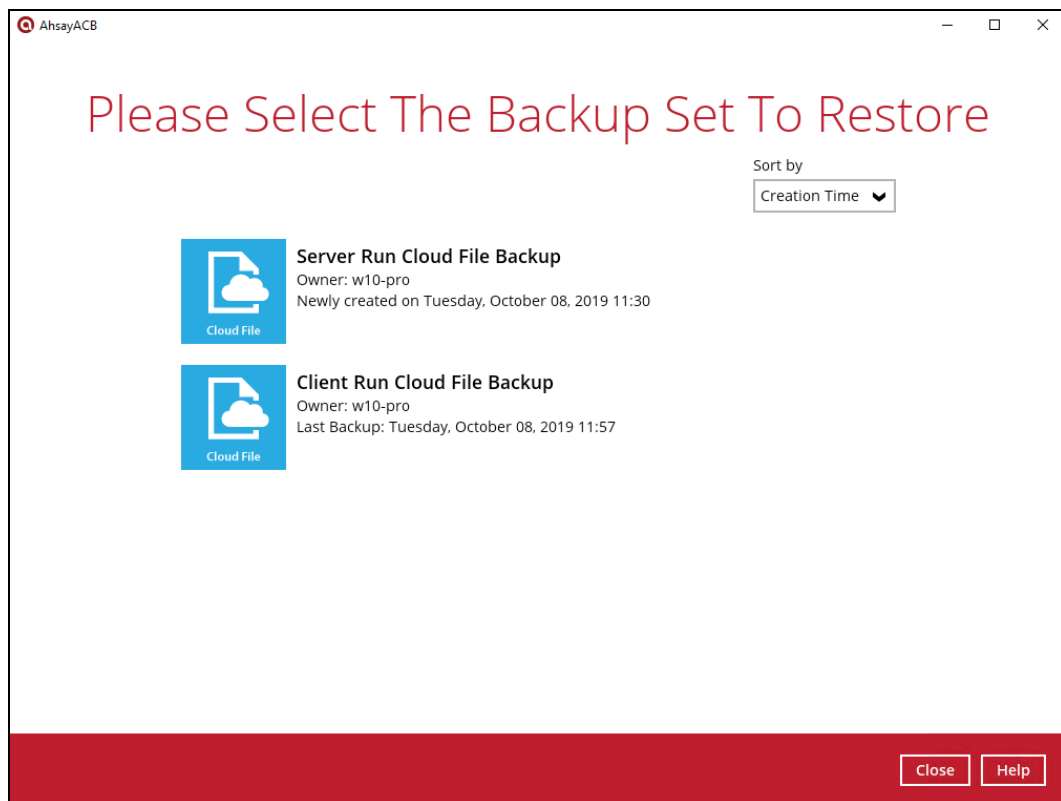 AhsayACB
Please Select The Backup Set To Restore
Sort by
Creation Time
Server Run Cloud File Backup
Owner: w10-pro
Newly created on Tuesday, October 08, 2019 11:30
Cloud File
Client Run Cloud File Backup
Owner: w10-pro
Last Backup: Tuesday, October 08, 2019 11:57
Cloud File
Close
Help